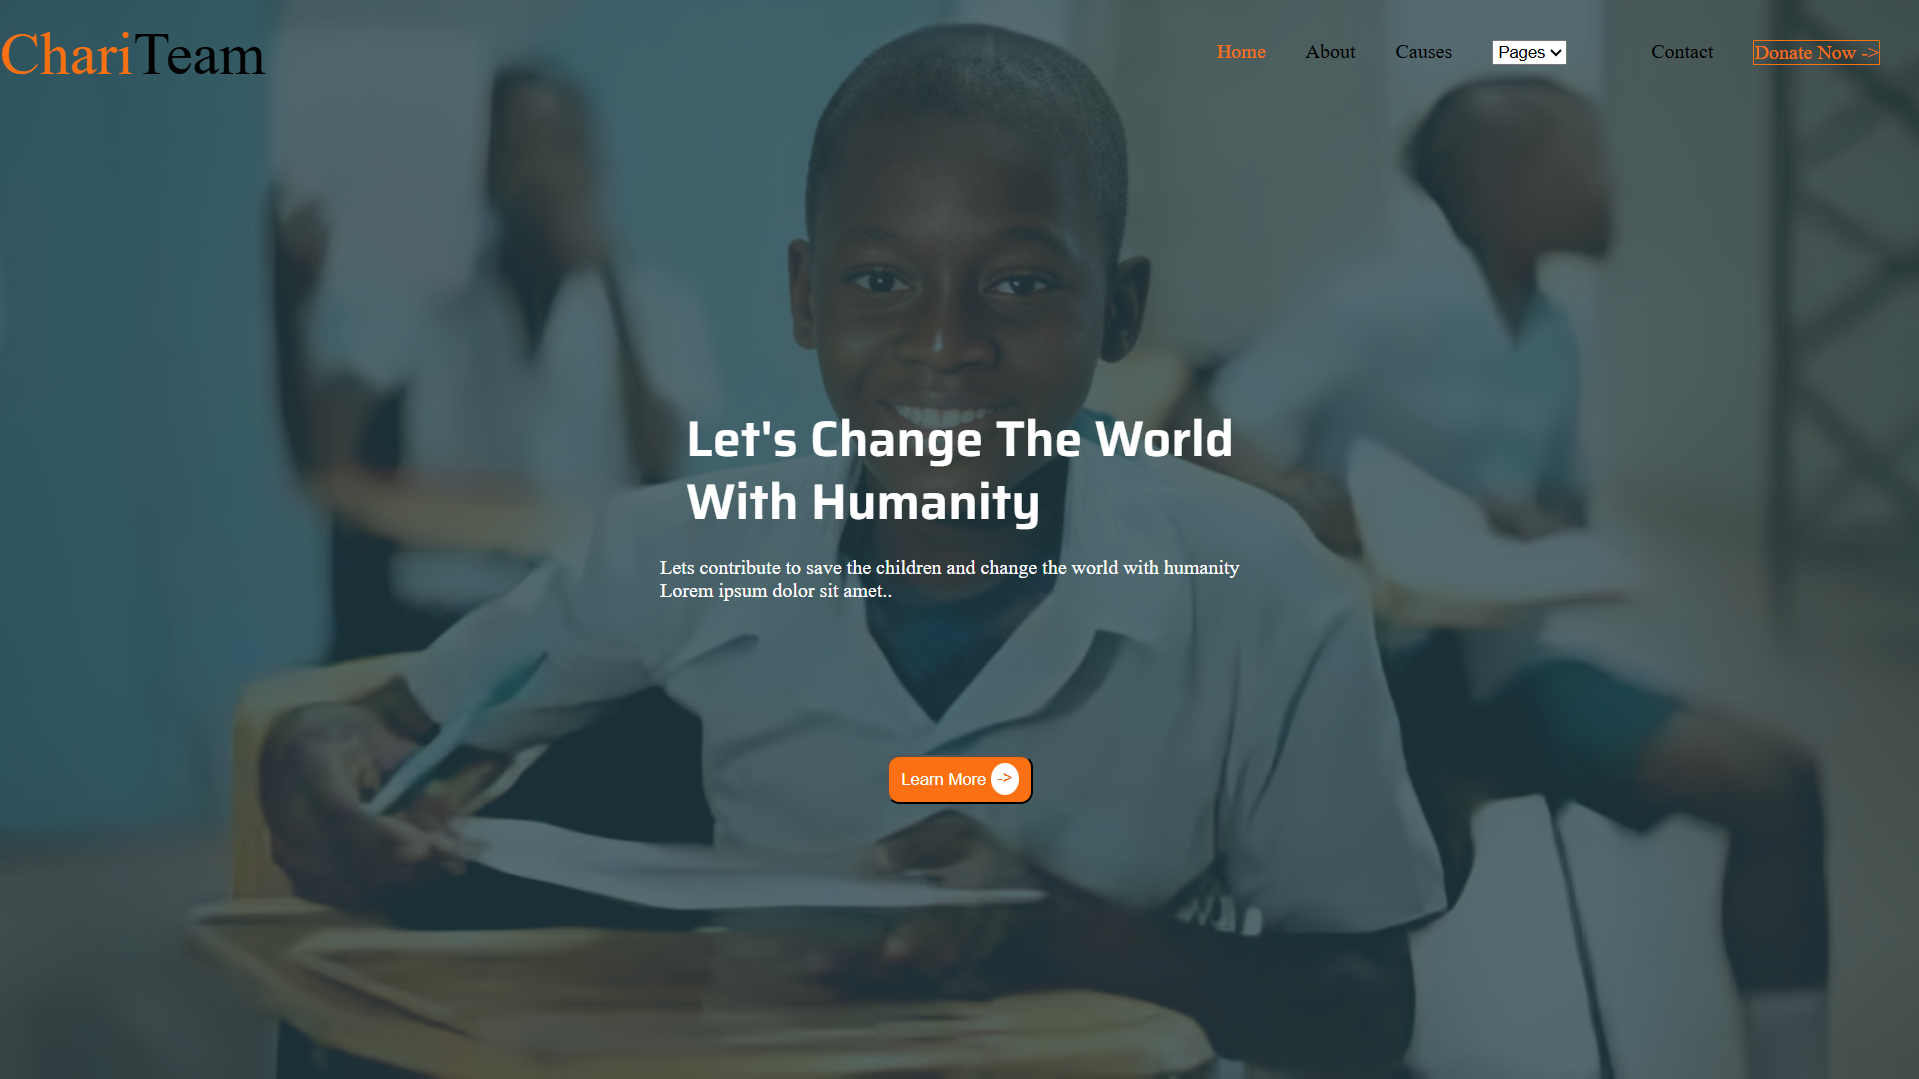 ChariTeam
Home About Causes Pages Contact Donate Now ->
Let's Change The World
With Humanity
Lets contribute to save the children and change the world with humanity
Lorem ipsum dolor sit amet..
Learn More ->